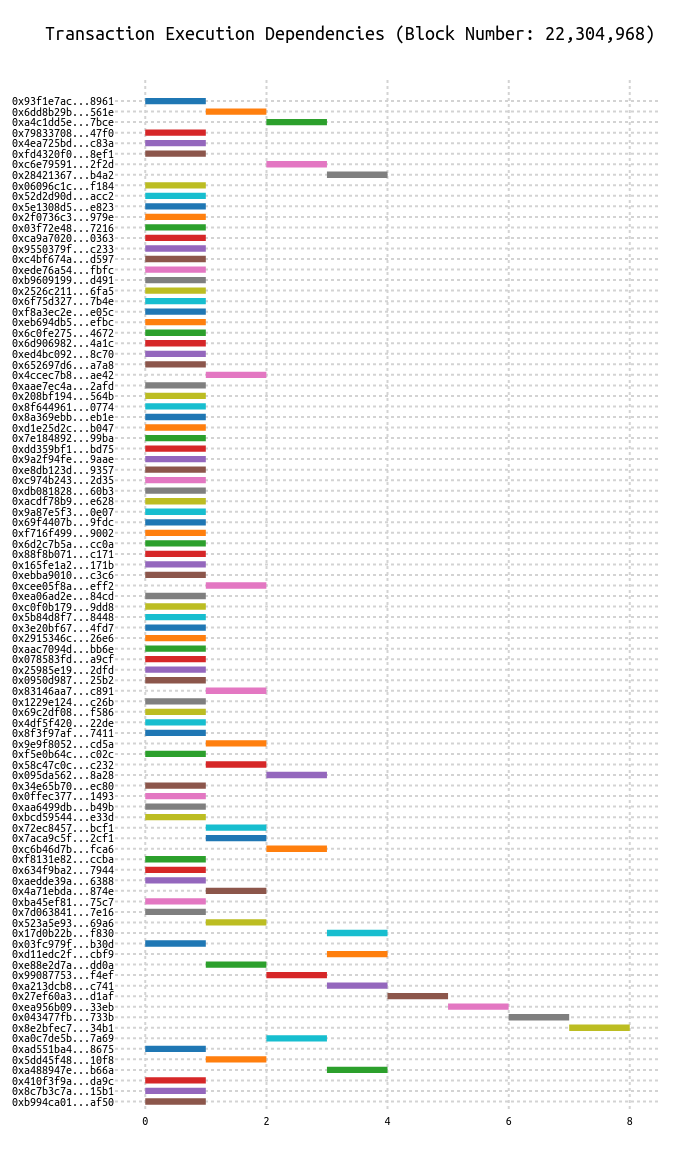 Transaction Execution Dependencies (Block Number: 22,304,968)
0x93f1e7ac...8961
0x6dd8b29b...561e
0xa4c1dd5e...7bce
0x79833708...47f0
0x4ea725bd...c83a
0xfd4320f0...8ef1
0xc6e79591...2f2d
0x28421367...b4a2
0x06096c1c...f184
0x52d2d90d...acc2
0x5e1308d5...e823
0x2f0736c3...979e
0x03f72e48...7216
0xca9a7020...0363
0x9550379f...c233
0xc4bf674a...d597
0xede76a54...fbfc
0xb9609199...d491
0x2526c211...6fa5
0x6f75d327...7b4e
0xf8a3ec2e...e05c
0xeb694db5...efbc
0x6c0fe275...4672
0x6d906982...4a1c
0xed4bc092...8c70
0x652697d6...a7a8
0x4ccec7b8...ae42
0xaae7ec4a...2afd
0x208bf194...564b
0x8f644961...0774
0x8a369ebb...eb1e
0xd1e25d2c...b047
0x7e184892...99ba
0xdd359bf1...bd75
0x9a2f94fe...9aae
0xe8db123d...9357
0xc974b243...2d35
0xdb081828...60b3
0xacdf78b9...e628
0x9a87e5f3...0e07
0x69f4407b...9fdc
0xf716f499...9002
0x6d2c7b5a...cc0a
0x88f8b071...c171
0x165fe1a2...171b
0xebba9010...c3c6
0xcee05f8a...eff2
0xea06ad2e...84cd
0xc0f0b179...9dd8
0x5b84d8f7...8448
0x3e20bf67...4fd7
0x2915346c...26e6
0xaac7094d...bb6e
0x078583fd...a9cf
0x25985e19...2dfd
0x0950d987...25b2
0x83146aa7...c891
0x1229e124...c26b
0x69c2df08...f586
0x4df5f420...22de
0x8f3f97af...7411
0x9e9f8052...cd5a
0xf5e0b64c...c02c
0x58c47c0c...c232
0x095da562...8a28
0x34e65b70...ec80
0x0ffec377...1493
0xaa6499db...b49b
0xbcd59544...e33d
0x72ec8457...bcf1
0x7aca9c5f...2cf1
0xc6b46d7b...fca6
0xf8131e82...ccba
0x634f9ba2...7944
0xaedde39a...6388
0x4a71ebda...874e
0xba45ef81...75c7
0x7d063841...7e16
0x523a5e93...69a6
0x17d0b22b...f830
0x03fc979f...b30d
0xd11edc2f...cbf9
0xe88e2d7a...dd0a
0x99087753...f4ef
0xa213dcb8...c741
0x27ef60a3...d1af
0xea956b09...33eb
0x043477fb...733b
0x8e2bfec7...34b1
0xa0c7de5b...7a69
0xad551ba4...8675
0x5dd45f48...10f8
0xa488947e...b66a
0x410f3f9a...da9c
0x8c7b3c7a...15b1
0xb994ca01...af50
0 2 4 6 8